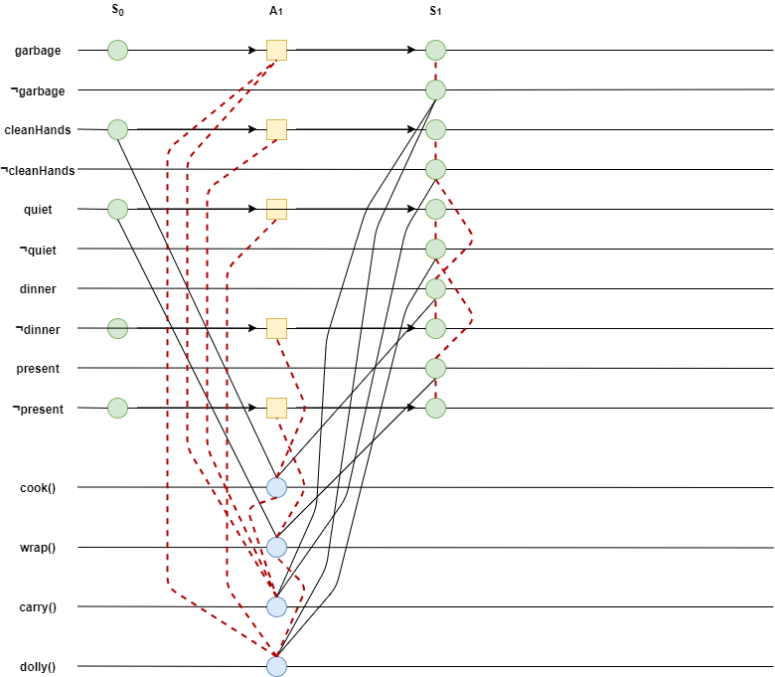 S0 A1 S1
garbage
¬garbage
cleanHands
¬cleanHands
quiet
¬quiet
dinner
¬dinner
present
¬present
cook()
wrap()
carry()
dolly()